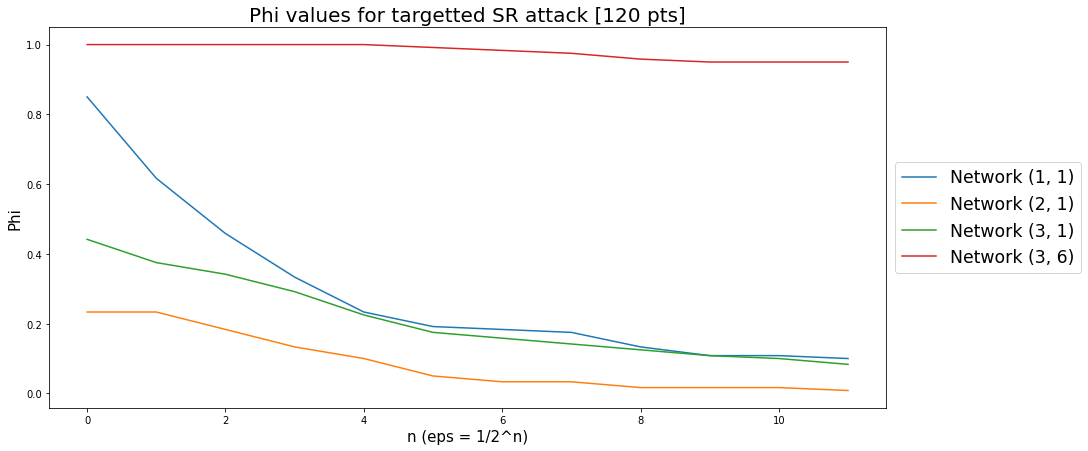 Phi values for targetted SR attack [120 pts]
1.0
0.8
0.6
0.4
0.2
0.0
Phi
0 2 4 6 8 10
n (eps = 1/2^n)
Network (1, 1)
Network (2, 1)
Network (3, 1)
Network (3, 6)